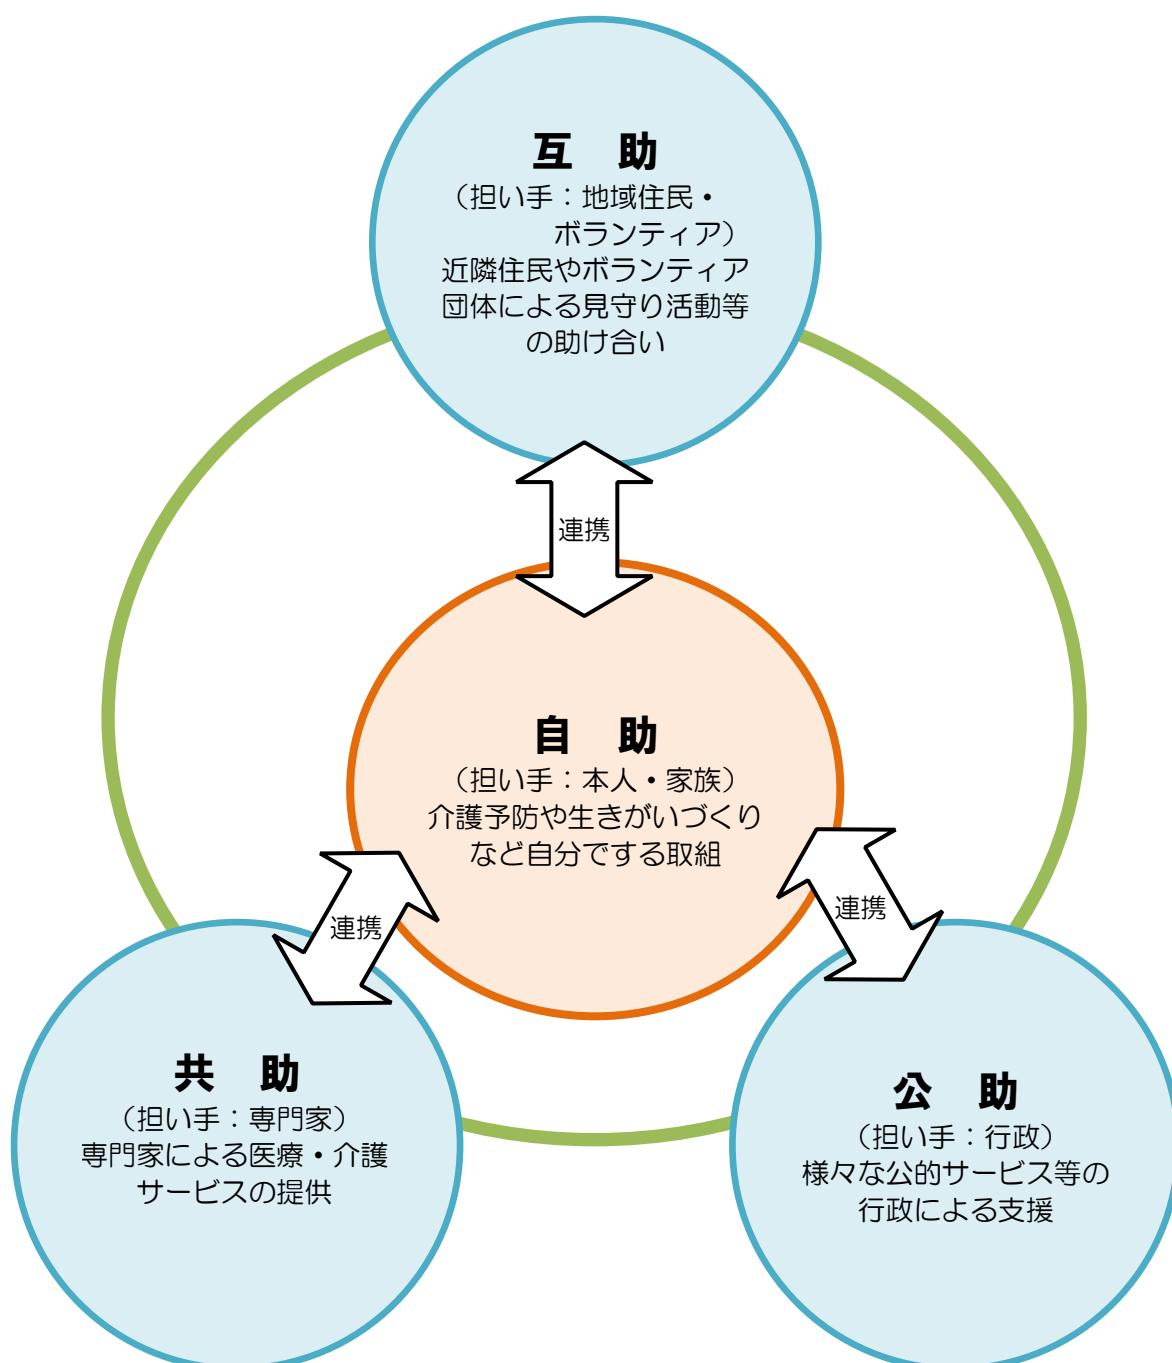 互　助
（担い手：地域住民・
ボランティア）
近隣住民やボランティア
団体による見守り活動等
の助け合い
連携
自　助
（担い手：本人・家族）
介護予防や生きがいづくり
など自分でする取組
連携
連携
共　助
（担い手：専門家）
専門家による医療・介護
サービスの提供
公　助
（担い手：行政）
様々な公的サービス等の
行政による支援